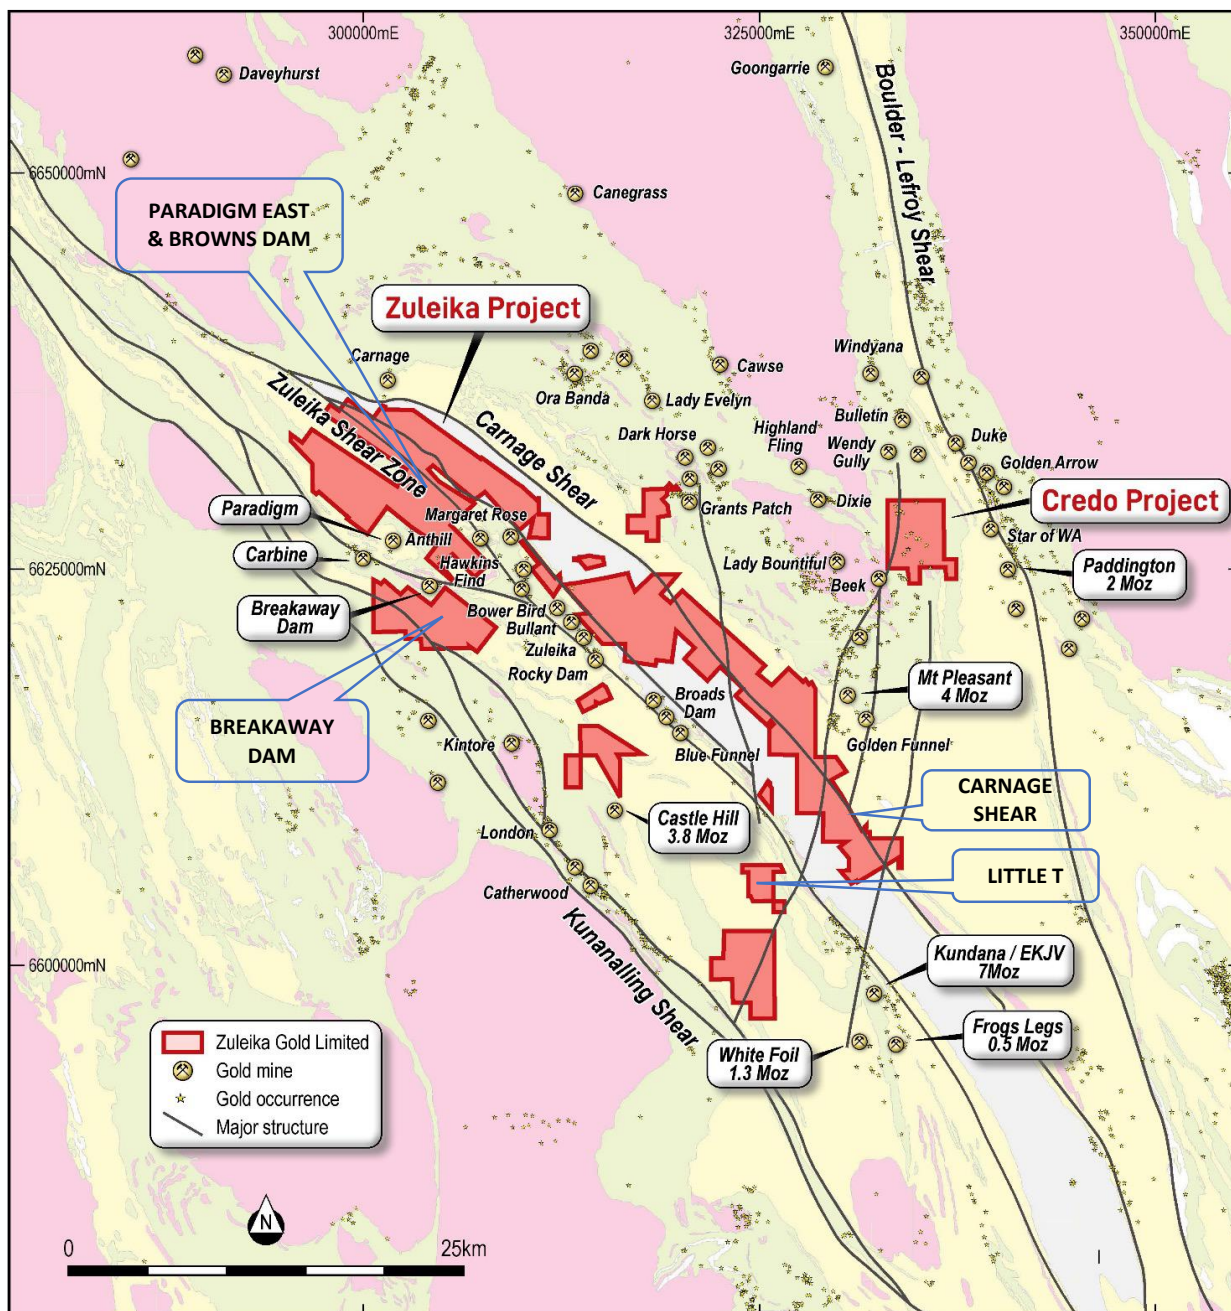 300000mE
325000mE
350000mE
Daveyhurst
Goongarrie
Boulder - Lefroy Shear
6650000mN
Canegrass
PARADIGM EAST
& BROWNS DAM
Zuleika Project
Carnage
Windyana
Cawse
Ora Banda
Lady Evelyn
Zuleika Shear Zone
Carnage Shear
Bulletin
Dark Horse
Highland
Fling
Wendy
Gully
Duke
Golden Arrow
Credo Project
Dixie
Grants Patch
Paradigm
Margaret Rose
Anthill
Star of WA
Carbine
Hawkins
Find
Lady Bountiful
Beek
Paddington
2 Moz
6625000mN
Breakaway
Dam
Bower Bird
Bullant
Zuleika
Rocky Dam
Mt Pleasant
4 Moz
Broads
Dam
BREAKAWAY
DAM
Kintore
Blue Funnel
Golden Funnel
CARNAGE
SHEAR
Castle Hill
3.8 Moz
London
LITTLE T
Catherwood
Kunanalling Shear
Kundana / EKJV
7Moz
6600000mN
Frogs Legs
0.5 Moz
White Foil
1.3 Moz
Zuleika Gold Limited
Gold mine
Gold occurrence
Major structure
N
0
25km